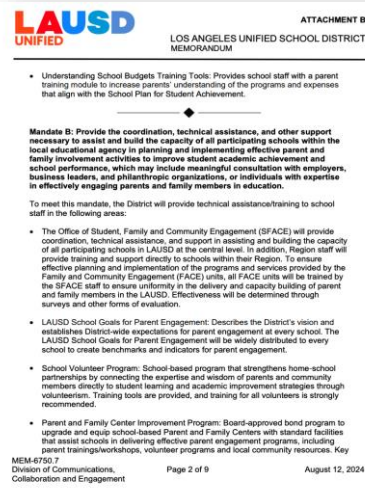 LAUSD
UNIFIED
ATTACHMENT B
LOS ANGELES UNIFIED SCHOOL DISTRICT
MEMORANDUM
• Understanding School Budgets Training Tools: Provides school staff with a parent
training module to increase parents' understanding of the programs and expenses
that align with the School Plan for Student Achievement.
Mandate B: Provide the coordination, technical assistance, and other support
necessary to assist and build the capacity of all participating schools within the
local educational agency in planning and implementing effective parent and
family involvement activities to improve student academic achievement and
school performance, which may include meaningful consultation with employers,
business leaders, and philanthropic organizations, or individuals with expertise
in effectively engaging parents and family members in education.
To meet this mandate, the District will provide technical assistance/training to school
staff in the following areas:
• The Office of Student, Family and Community Engagement (SFACE) will provide
coordination, technical assistance, and support in assisting and building the capacity
of all participating schools in LAUSD at the central level. In addition, Region staff will
provide training and support directly to schools within their Region. To ensure
effective planning and implementation of the programs and services provided by the
Family and Community Engagement (FACE) units, all FACE units will be trained by
the SFACE staff to ensure uniformity in the delivery and capacity building of parent
and family members in the LAUSD. Effectiveness will be determined through
surveys and other forms of evaluation.
• LAUSD School Goals for Parent Engagement: Describes the District's vision and
establishes District-wide expectations for parent engagement at every school. The
LAUSD School Goals for Parent Engagement will be widely distributed to every
school to create benchmarks and indicators for parent engagement.
• School Volunteer Program: School-based program that strengthens home-school
partnerships by connecting the expertise and wisdom of parents and community
members directly to student learning and academic improvement strategies through
volunteerism. Training tools are provided, and training for all volunteers is strongly
recommended.
• Parent and Family Center Improvement Program: Board-approved bond program to
upgrade and equip school-based Parent and Family Centers with standard facilities
that assist schools in delivering effective parent engagement programs, including
parent trainings/workshops, volunteer programs and local community resources. Key
MEM-6750.7
Division of Communications,
Collaboration and Engagement
Page 2 of 9
August 12, 2024